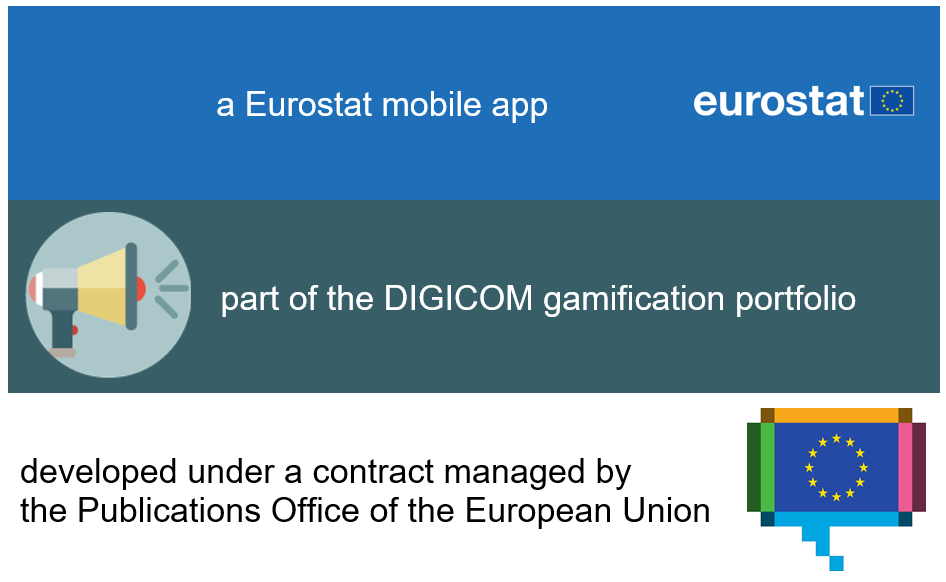 a Eurostat mobile app
eurostat
part of the DIGICOM gamification portfolio
developed under a contract managed by
the Publications Office of the European Union